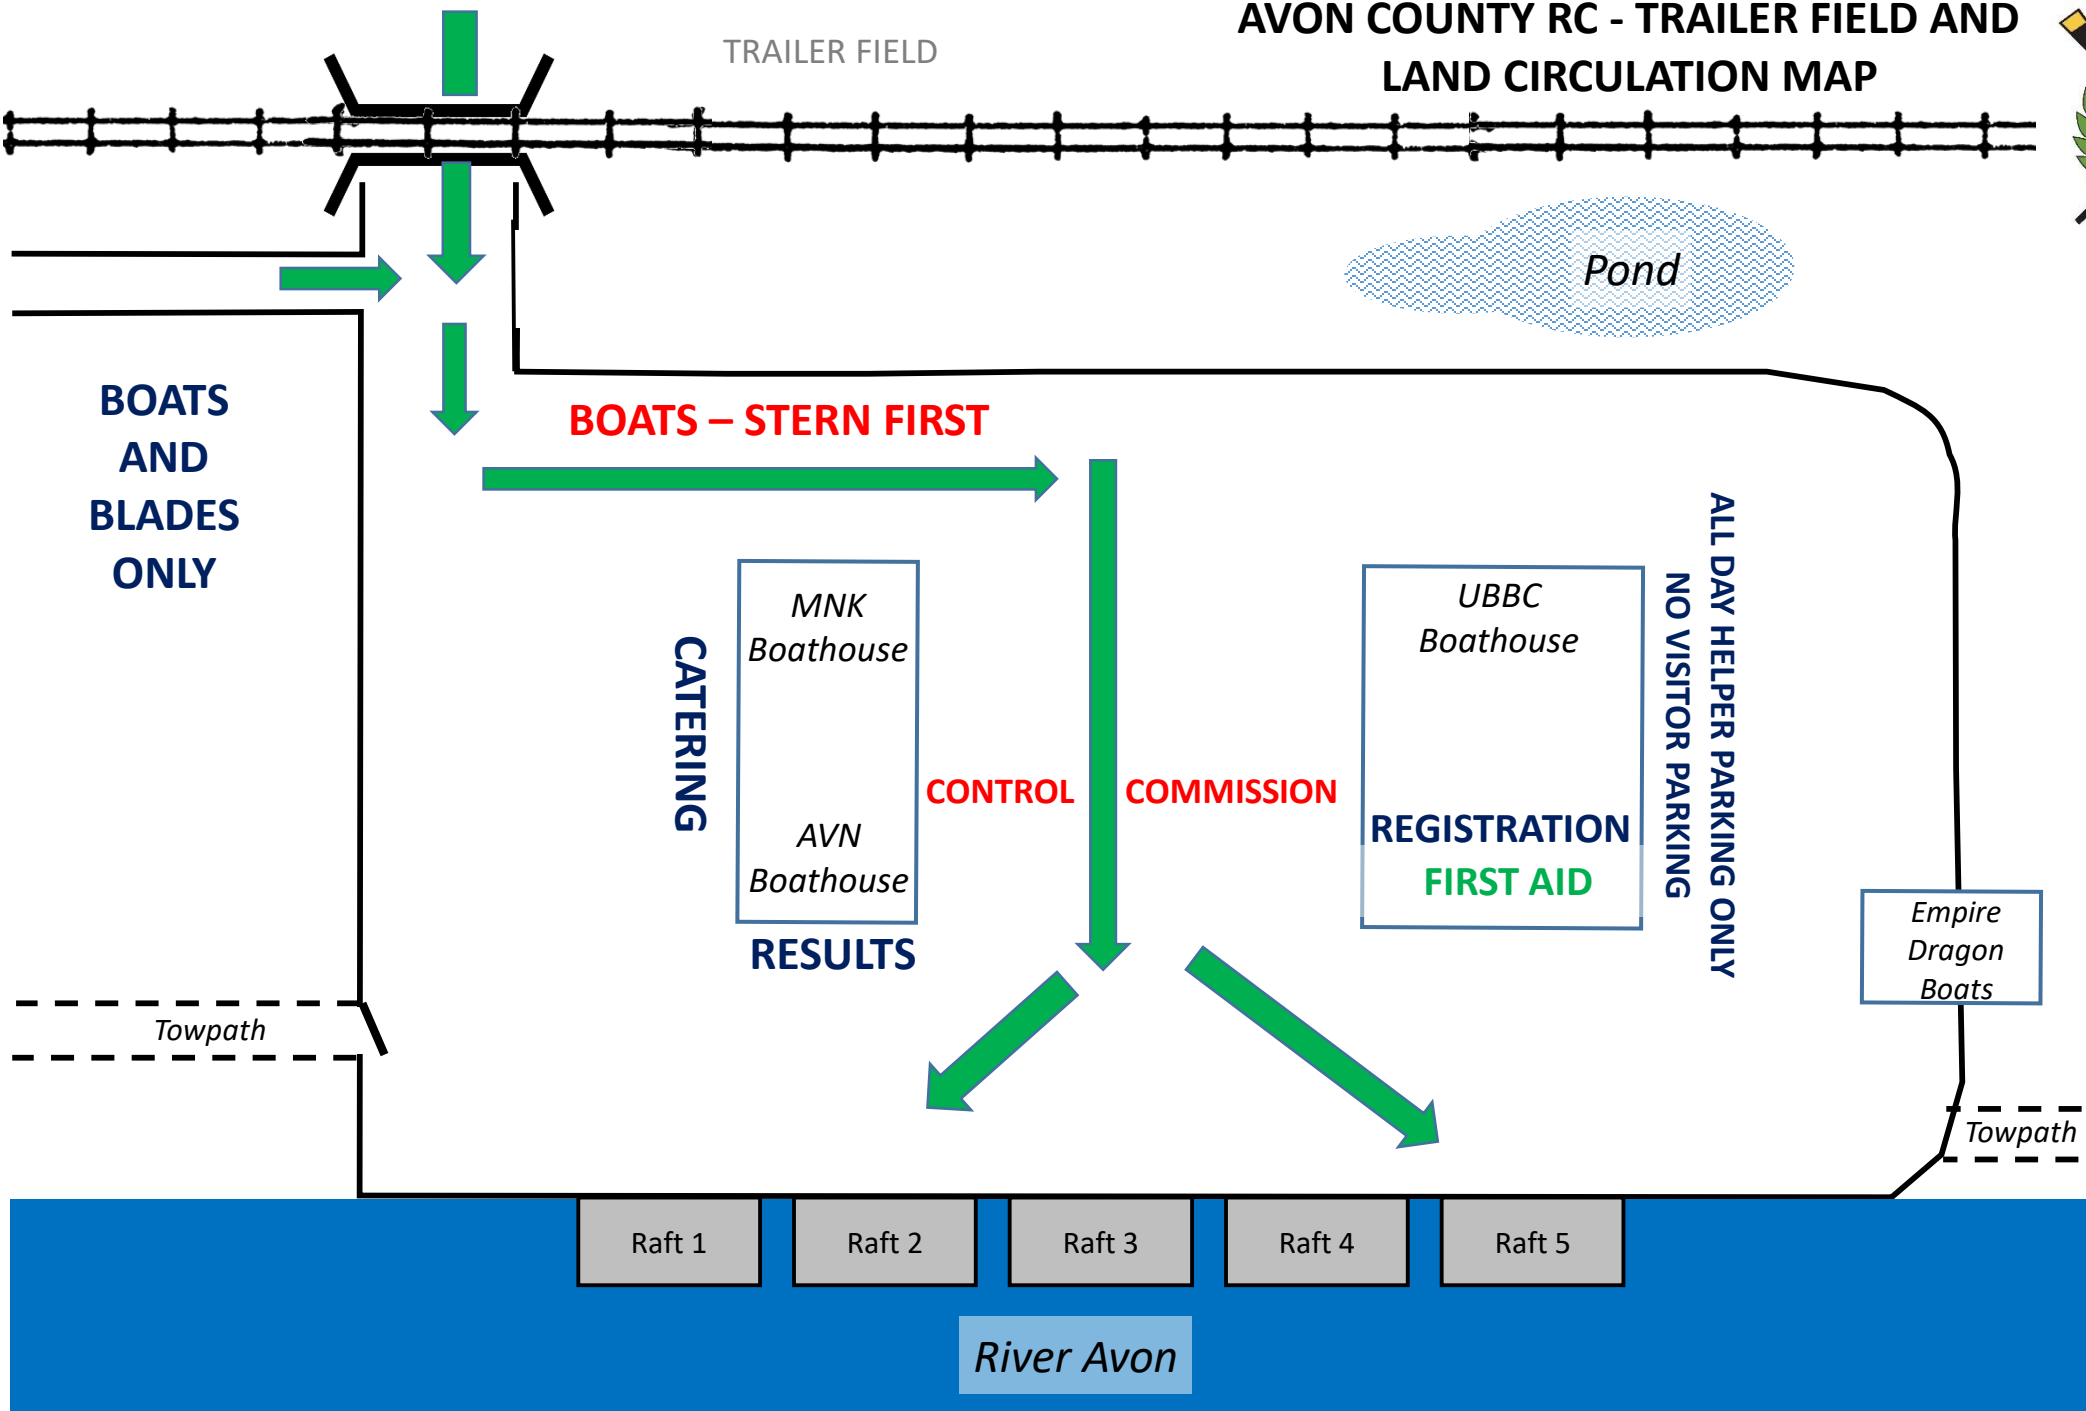 AVON COUNTY RC - TRAILER FIELD AND
LAND CIRCULATION MAP
TRAILER FIELD
Pond
BOATS
AND
BLADES
ONLY
BOATS – STERN FIRST
MNK
Boathouse
CATERING
AVN
Boathouse
RESULTS
CONTROL
COMMISSION
UBBC
Boathouse
REGISTRATION
FIRST AID
ALL DAY HELPER PARKING ONLY
NO VISITOR PARKING
Empire
Dragon
Boats
Towpath
Towpath
Raft 1
Raft 2
Raft 3
Raft 4
Raft 5
River Avon